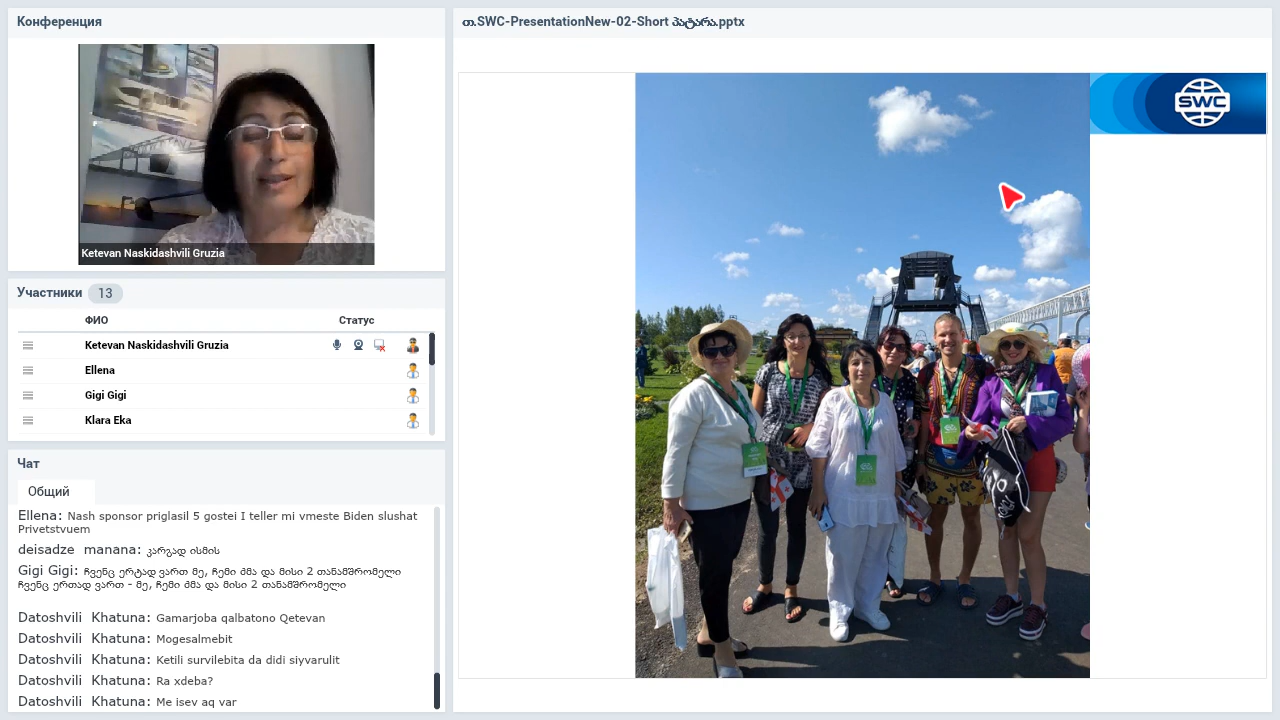 Конференция
Ketevan Naskidashvili Gruzia
Участники 13
ФИО Статус
Ketevan Naskidashvili Gruzia
Ellena
Gigi Gigi
Klara Eka
Чат
Общий
Ellena: Nash sponsor priglasil 5 gostei I teller mi vmeste Biden slushat
Privetstvuem
deisadze manana: კარგად ისმის
Gigi Gigi: ჩვენც ერტად ვართ მე, ჩემი ძმა და მისი 2 თანამშრომელი
ჩვენც ერთად ვართ - მე, ჩემი ძმა და მისი 2 თანამშრომელი
Datoshvili Khatuna: Gamarjoba qalbatono Qetevan
Datoshvili Khatuna: Mogesalmebit
Datoshvili Khatuna: Ketili survilebita da didi siyvarulit
Datoshvili Khatuna: Ra xdeba?
Datoshvili Khatuna: Me isev aq var
თ.SWC-PresentationNew-02-Short პატარა.pptx
SWC